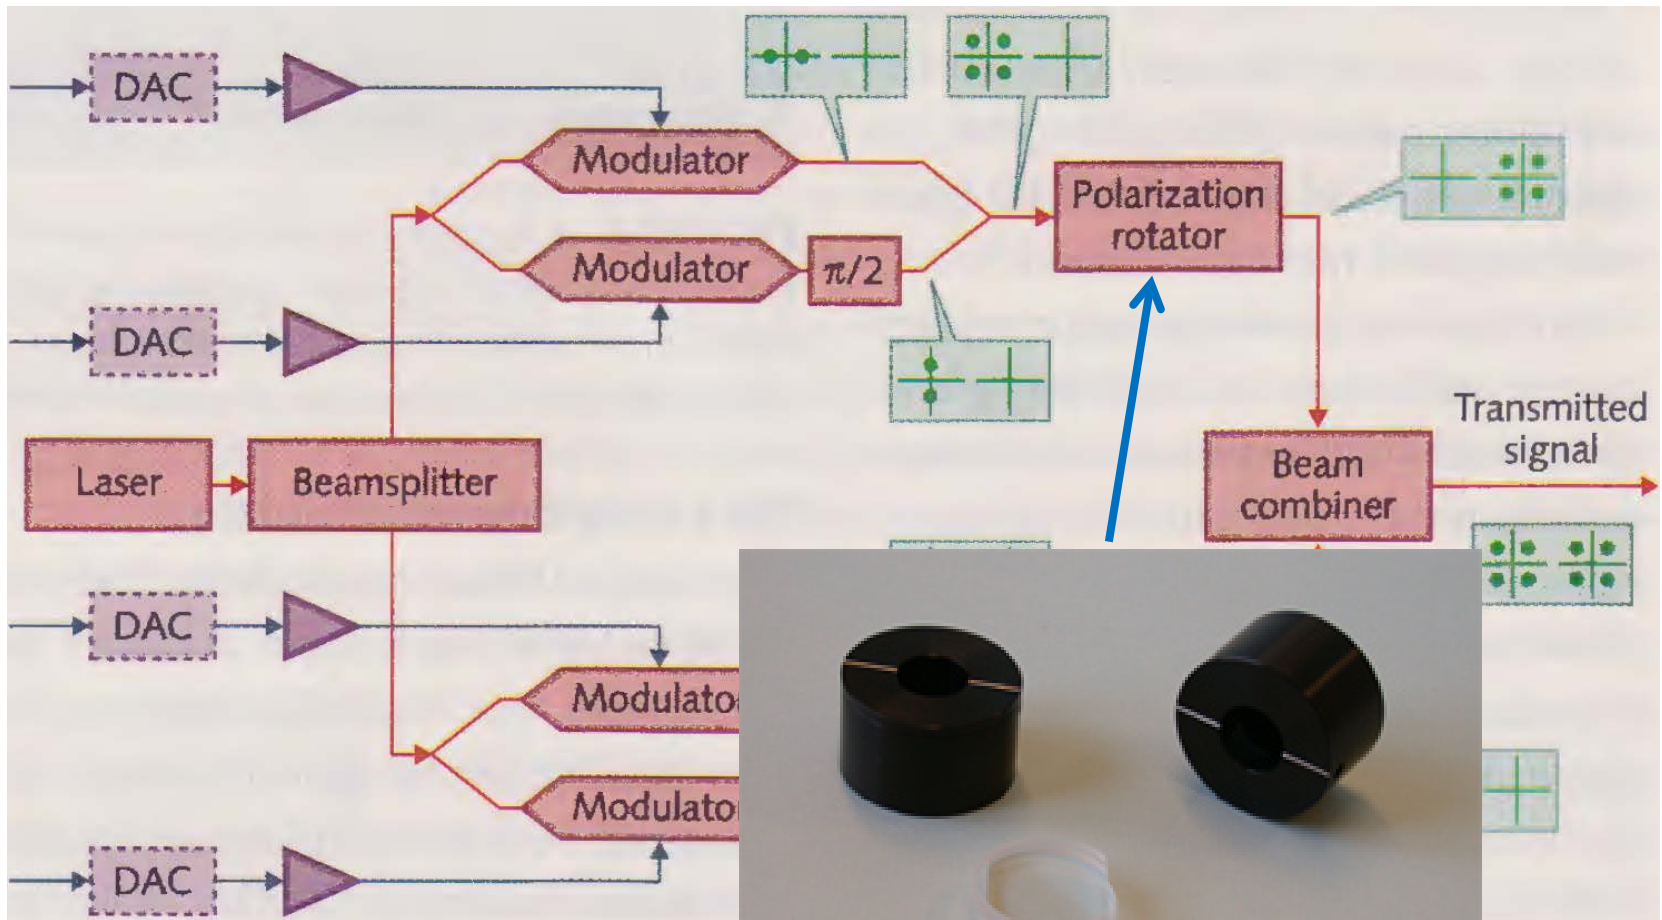 DAC
Modulator
Polarization
rotator
Modulator
π/2
DAC
Transmitted
signal
Laser
Beamsplitter
Beam
combiner
DAC
Modulato
Modulato
DAC